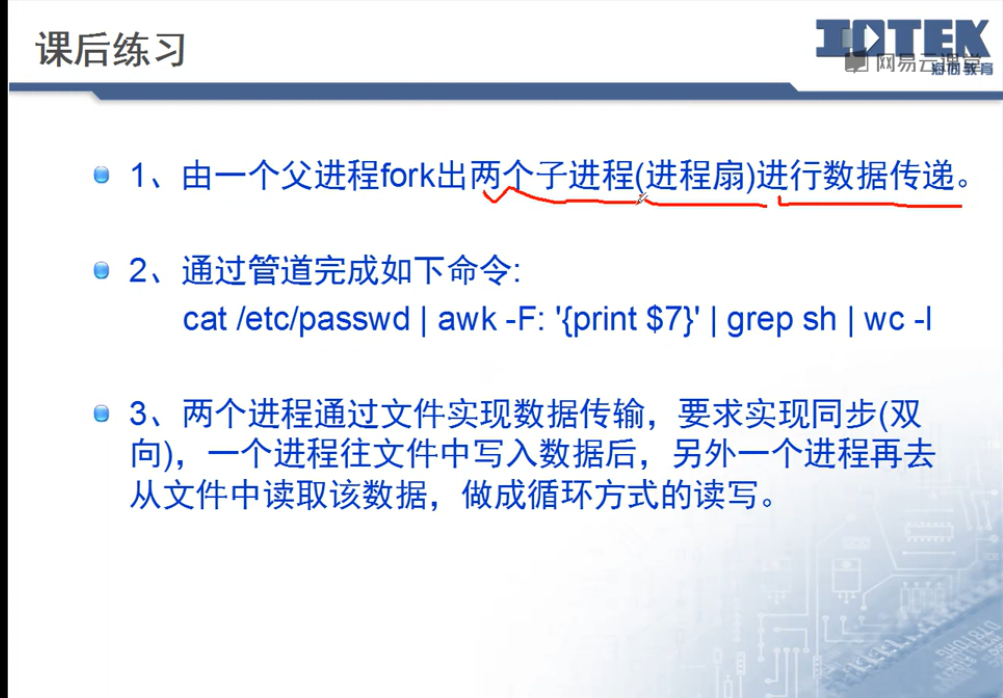 课后练习
IOTEK
网易云课堂
海同教育
1、由一个父进程fork出两个子进程(进程扇)进行数据传递。
2、通过管道完成如下命令:
cat /etc/passwd | awk -F: '{print $7}' | grep sh | wc -l
3、两个进程通过文件实现数据传输，要求实现同步(双
向)，一个进程往文件中写入数据后，另外一个进程再去
从文件中读取该数据，做成循环方式的读写。